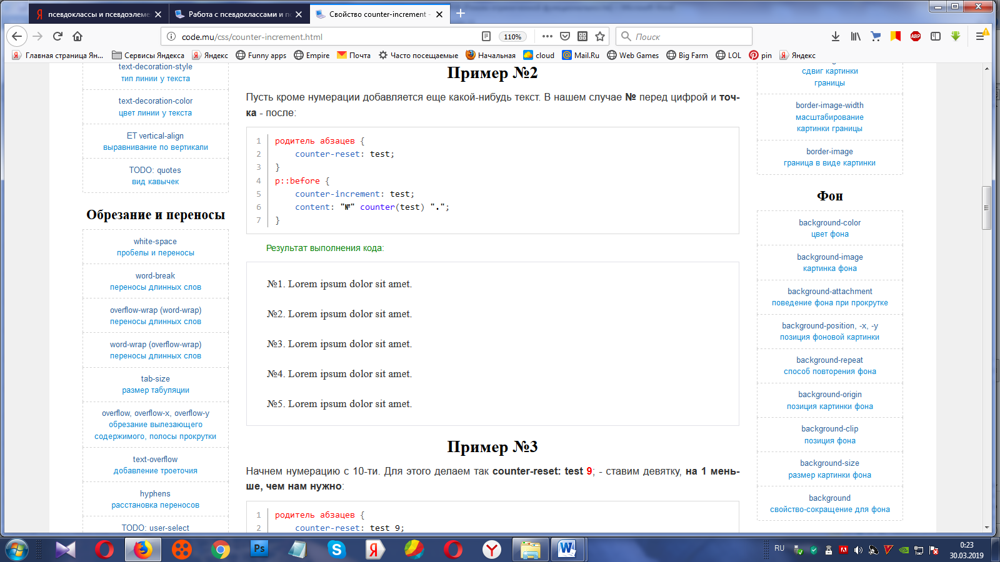 псевдоклассы и псевдоэлеме
Работа с псевдоклассами и п
Свойство counter-increment -
code.mu/css/counter-increment.html
110%
Поиск
Главная страница Ян...
Сервисы Яндекса
Яндекс
Funny apps
Empire
Почта
Часто посещаемые
Начальная
cloud
Mail.Ru
Web Games
Big Farm
LOL
pin
Яндекс
text-decoration-style
тип линии у текста
text-decoration-color
цвет линии у текста
ET vertical-align
выравнивание по вертикали
TODO: quotes
вид кавычек
Обрезание и переносы
white-space
пробелы и переносы
word-break
переносы длинных слов
overflow-wrap (word-wrap)
переносы длинных слов
word-wrap (overflow-wrap)
переносы длинных слов
tab-size
размер табуляции
overflow, overflow-x, overflow-y
обрезание вылезающего
содержимого, полосы прокрутки
text-overflow
добавление троеточия
hyphens
расстановка переносов
TODO: user-select
Пример №2
Пусть кроме нумерации добавляется еще какой-нибудь текст. В нашем случае № перед цифрой и точ-
ка - после:
1 родитель абзацев {
2 counter-reset: test;
3 }
4 p::before {
5 counter-increment: test;
6 content: "№" counter(test) ".";
7 }
Результат выполнения кода:
№1. Lorem ipsum dolor sit amet.
№2. Lorem ipsum dolor sit amet.
№3. Lorem ipsum dolor sit amet.
№4. Lorem ipsum dolor sit amet.
№5. Lorem ipsum dolor sit amet.
Пример №3
Начнем нумерацию с 10-ти. Для этого делаем так counter-reset: test 9; - ставим девятку, на 1 мень-
ше, чем нам нужно:
1 родитель абзацев {
2 counter-reset: test 9;
сдвиг картинки
границы
border-image-width
масштабирование
картинки границы
border-image
граница в виде картинки
Фон
background-color
цвет фона
background-image
картинка фона
background-attachment
поведение фона при прокрутке
background-position, -x, -y
позиция фоновой картинки
background-repeat
способ повторения фона
background-origin
позиция картинки фона
background-clip
позиция фона
background-size
размер картинки фона
background
свойство-сокращение для фона
RU
0:23
30.03.2019